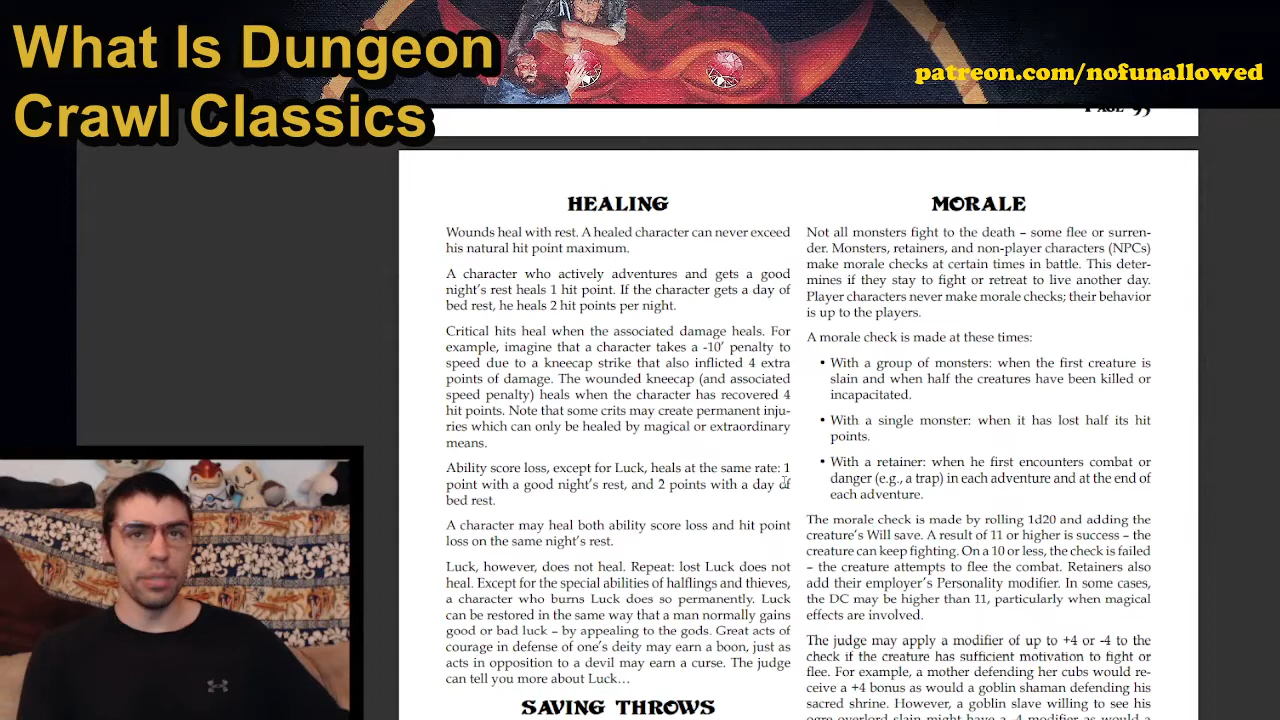 What Is Dungeon
Crawl Classics
patreon.com/nofunallowed
PAGE 95
HEALING
Wounds heal with rest. A healed character can never exceed
his natural hit point maximum.
A character who actively adventures and gets a good
night's rest heals 1 hit point. If the character gets a day of
bed rest, he heals 2 hit points per night.
Critical hits heal when the associated damage heals. For
example, imagine that a character takes a -10' penalty to
speed due to a kneecap strike that also inflicted 4 extra
points of damage. The wounded kneecap (and associated
speed penalty) heals when the character has recovered 4
hit points. Note that some crits may create permanent inju-
ries which can only be healed by magical or extraordinary
means.
Ability score loss, except for Luck, heals at the same rate: 1
point with a good night's rest, and 2 points with a day of
bed rest.
A character may heal both ability score loss and hit point
loss on the same night's rest.
Luck, however, does not heal. Repeat: lost Luck does not
heal. Except for the special abilities of halflings and thieves,
a character who burns Luck does so permanently. Luck
can be restored in the same way that a man normally gains
good or bad luck – by appealing to the gods. Great acts of
courage in defense of one's deity may earn a boon, just as
acts in opposition to a devil may earn a curse. The judge
can tell you more about Luck…
SAVING THROWS
MORALE
Not all monsters fight to the death – some flee or surren-
der. Monsters, retainers, and non-player characters (NPCs)
make morale checks at certain times in battle. This deter-
mines if they stay to fight or retreat to live another day.
Player characters never make morale checks; their behavior
is up to the players.
A morale check is made at these times:
• With a group of monsters: when the first creature is
slain and when half the creatures have been killed or
incapacitated.
• With a single monster: when it has lost half its hit
points.
• With a retainer: when he first encounters combat or
danger (e.g., a trap) in each adventure and at the end of
each adventure.
The morale check is made by rolling 1d20 and adding the
creature's Will save. A result of 11 or higher is success – the
creature can keep fighting. On a 10 or less, the check is failed
– the creature attempts to flee the combat. Retainers also
add their employer's Personality modifier. In some cases,
the DC may be higher than 11, particularly when magical
effects are involved.
The judge may apply a modifier of up to +4 or -4 to the
check if the creature has sufficient motivation to fight or
flee. For example, a mother defending her cubs would re-
ceive a +4 bonus as would a goblin shaman defending his
sacred shrine. However, a goblin slave willing to see his
ogre overlord slain might have a -4 modifier as would a